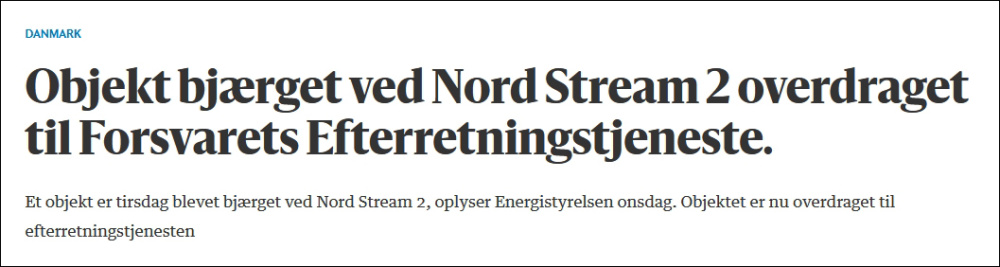 DANMARK
Objekt bjærget ved Nord Stream 2 overdraget
til Forsvarets Efterretningstjeneste.
Et objekt er tirsdag blevet bjærget ved Nord Stream 2, oplyser Energistyrelsen onsdag. Objektet er nu overdraget til
efterretningstjenesten